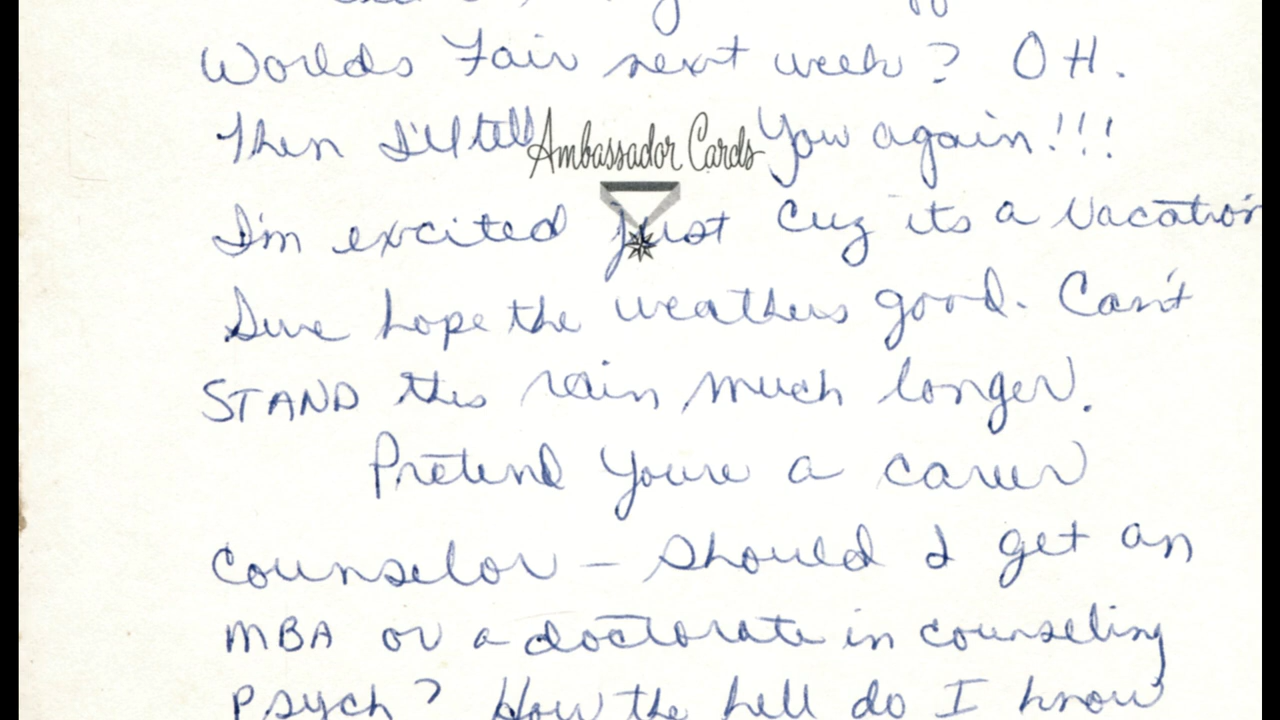 Worlds Fair next week? OH.
Then I'll tell You again!!!
Ambassador Cards
I'm excited just cuz its a vacation
Sure hope the weathers good. Can't
STAND this rain much longer.
Pretend you're a career
counselor – should I get an
MBA or a doctorate in counseling
psych? How the hell do I know